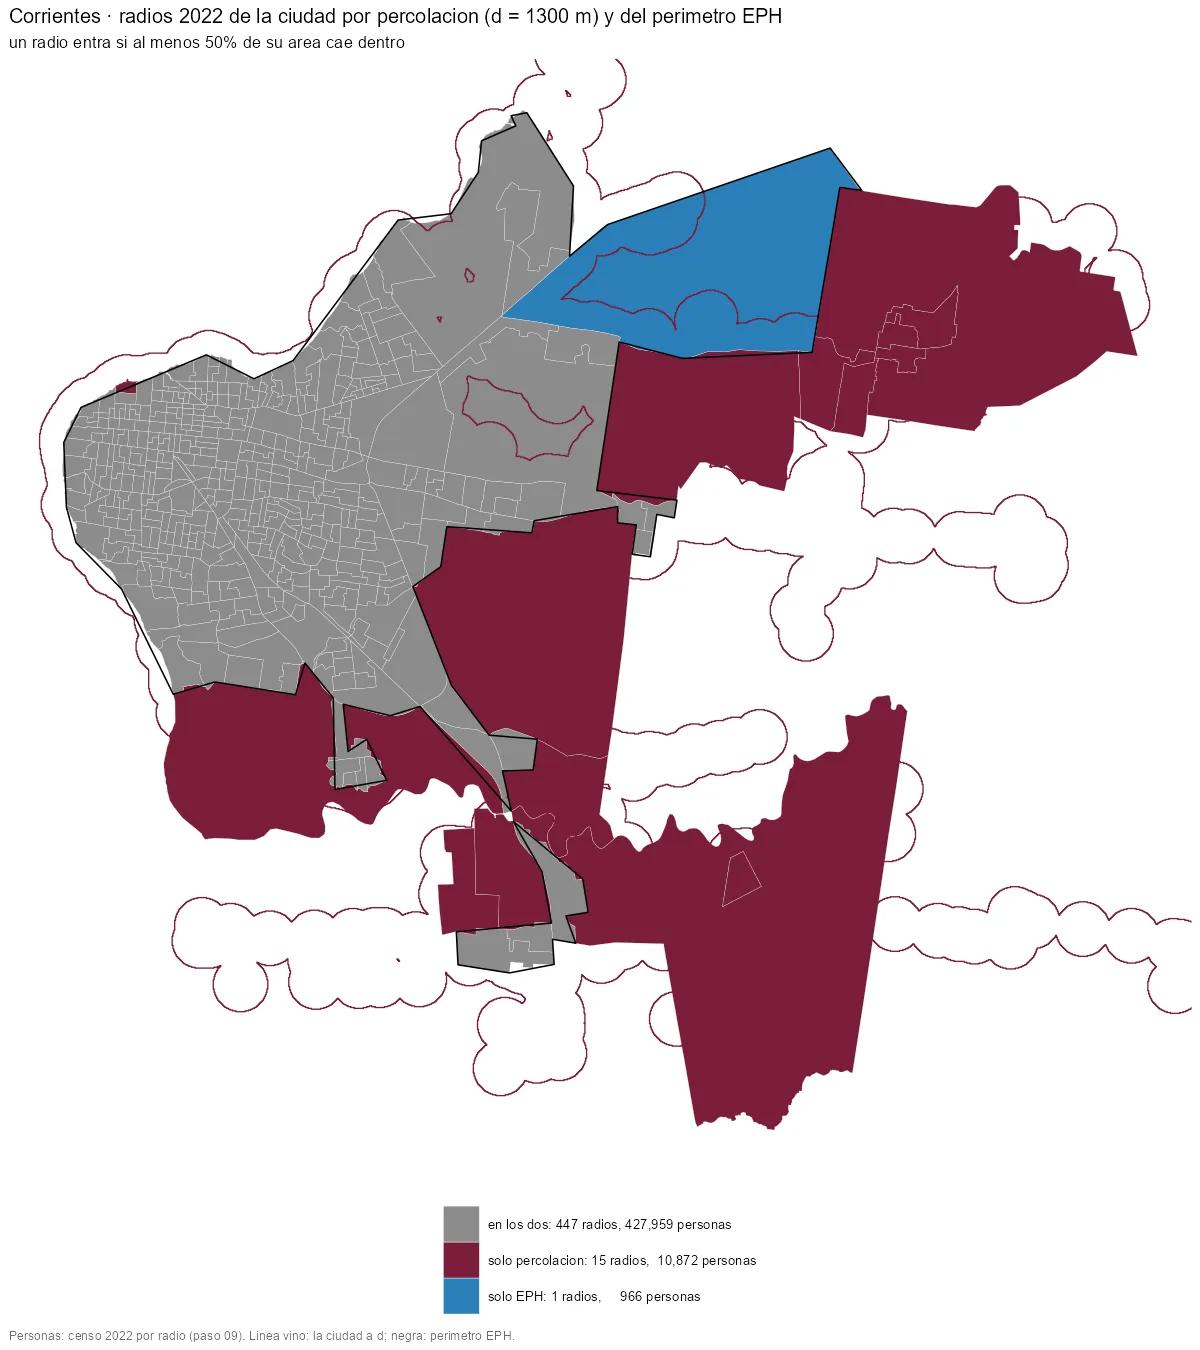 Corrientes · radios 2022 de la ciudad por percolacion (d = 1300 m) y del perimetro EPH
un radio entra si al menos 50% de su area cae dentro
en los dos: 447 radios, 427,959 personas
solo percolacion: 15 radios,  10,872 personas
solo EPH: 1 radios,     966 personas
Personas: censo 2022 por radio (paso 09). Linea vino: la ciudad a d; negra: perimetro EPH.